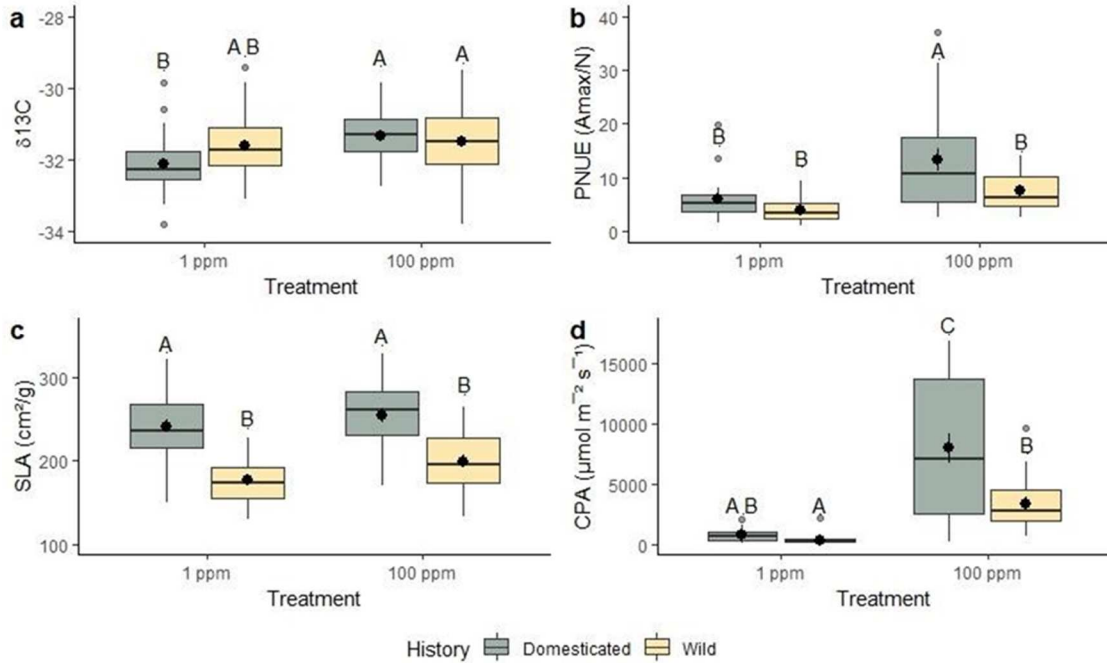 a
-28
-30
-32
-34
δ13C
B
A B
A
A
1 ppm
100 ppm
Treatment
b
40
30
20
10
0
PNUE (Amax/N)
B
B
A
B
1 ppm
100 ppm
Treatment
c
300
200
100
SLA (cm²/g)
A
B
A
B
1 ppm
100 ppm
Treatment
d
15000
10000
5000
0
CPA (μmol m⁻² s⁻¹)
A B
A
C
B
1 ppm
100 ppm
Treatment
History Domesticated Wild